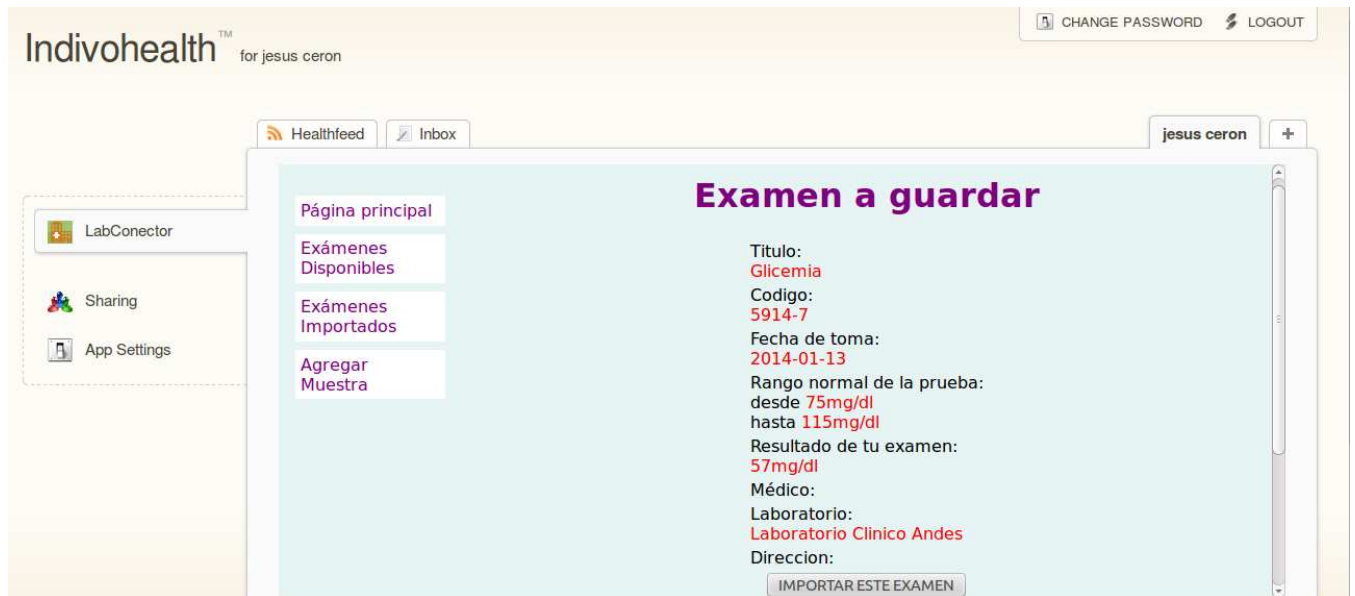 CHANGE PASSWORD LOGOUT
Indivohealth™ for jesus ceron
Healthfeed Inbox jesus ceron +
LabConector
Sharing
App Settings
Página principal
Exámenes
Disponibles
Exámenes
Importados
Agregar
Muestra
Examen a guardar
Titulo:
Glicemia
Codigo:
5914-7
Fecha de toma:
2014-01-13
Rango normal de la prueba:
desde 75mg/dl
hasta 115mg/dl
Resultado de tu examen:
57mg/dl
Médico:
Laboratorio:
Laboratorio Clinico Andes
Direccion:
IMPORTAR ESTE EXAMEN